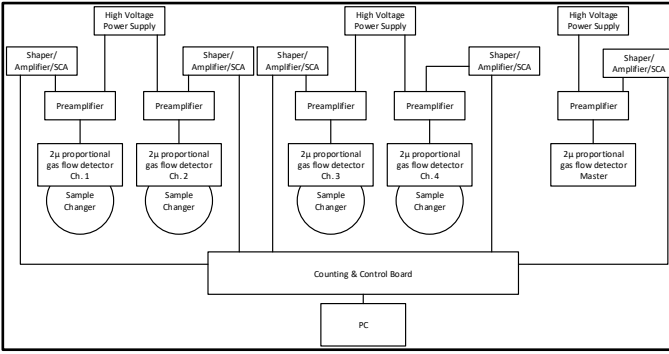 High Voltage
Power Supply
High Voltage
Power Supply
High Voltage
Power Supply
Shaper/
Amplifier/SCA
Shaper/
Amplifier/SCA
Shaper/
Amplifier/SCA
Shaper/
Amplifier/SCA
Shaper/
Amplifier/SCA
Preamplifier
Preamplifier
Preamplifier
Preamplifier
Preamplifier
2µ proportional
gas flow detector
Ch. 1
2µ proportional
gas flow detector
Ch. 2
2µ proportional
gas flow detector
Ch. 3
2µ proportional
gas flow detector
Ch. 4
2µ proportional
gas flow detector
Master
Sample
Changer
Sample
Changer
Sample
Changer
Sample
Changer
Counting & Control Board
PC